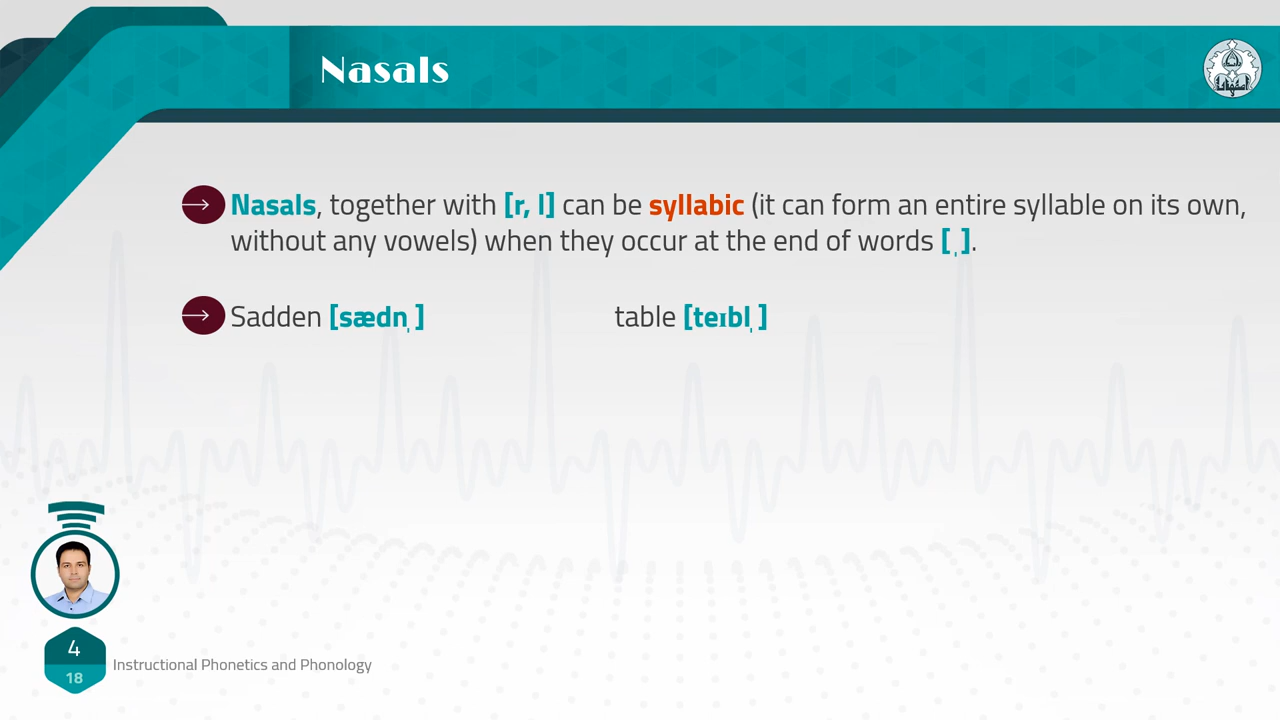 Nasals
Nasals, together with [r, l] can be syllabic (it can form an entire syllable on its own,
without any vowels) when they occur at the end of words [ˌ].
Sadden [sædnˌ] table [teɪblˌ]
4
18
Instructional Phonetics and Phonology